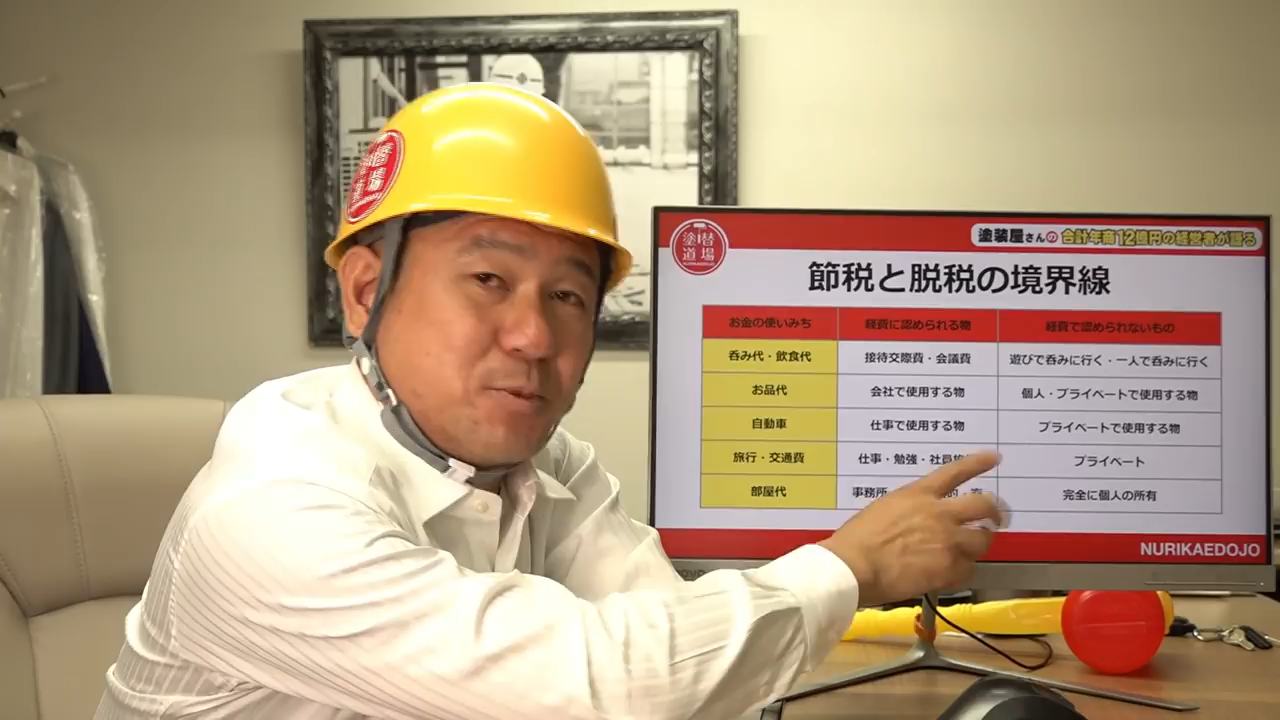 塗替
道場
塗装屋さんの 合計年商12億円の経営者が語る
塗替
道場
NURIKAEDOJO
節税と脱税の境界線
お金の使いみち 経費に認められる物 経費で認められないもの
呑み代・飲食代 接待交際費・会議費 遊びで呑みに行く・一人で呑みに行く
お品代 会社で使用する物 個人・プライベートで使用する物
自動車 仕事で使用する物 プライベートで使用する物
旅行・交通費 仕事・勉強・社員 プライベート
部屋代 事務所 完全に個人の所有
NURIKAEDOJO